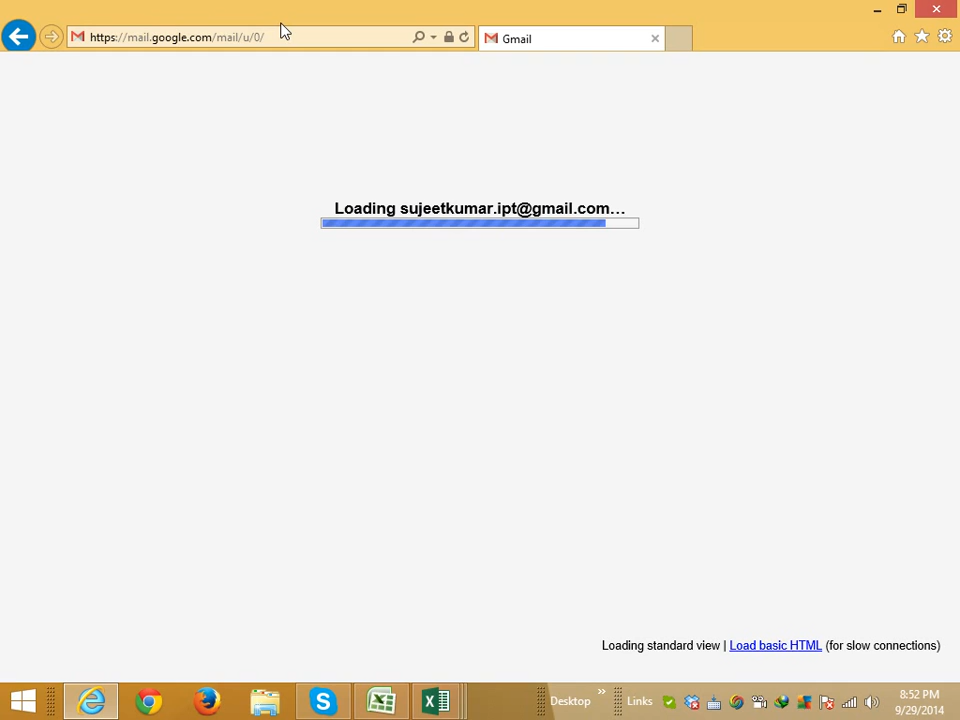 https://mail.google.com/mail/u/0/
Gmail
Loading sujeetkumar.ipt@gmail.com...
Loading standard view | Load basic HTML (for slow connections)
Desktop
Links
8:52 PM
9/29/2014